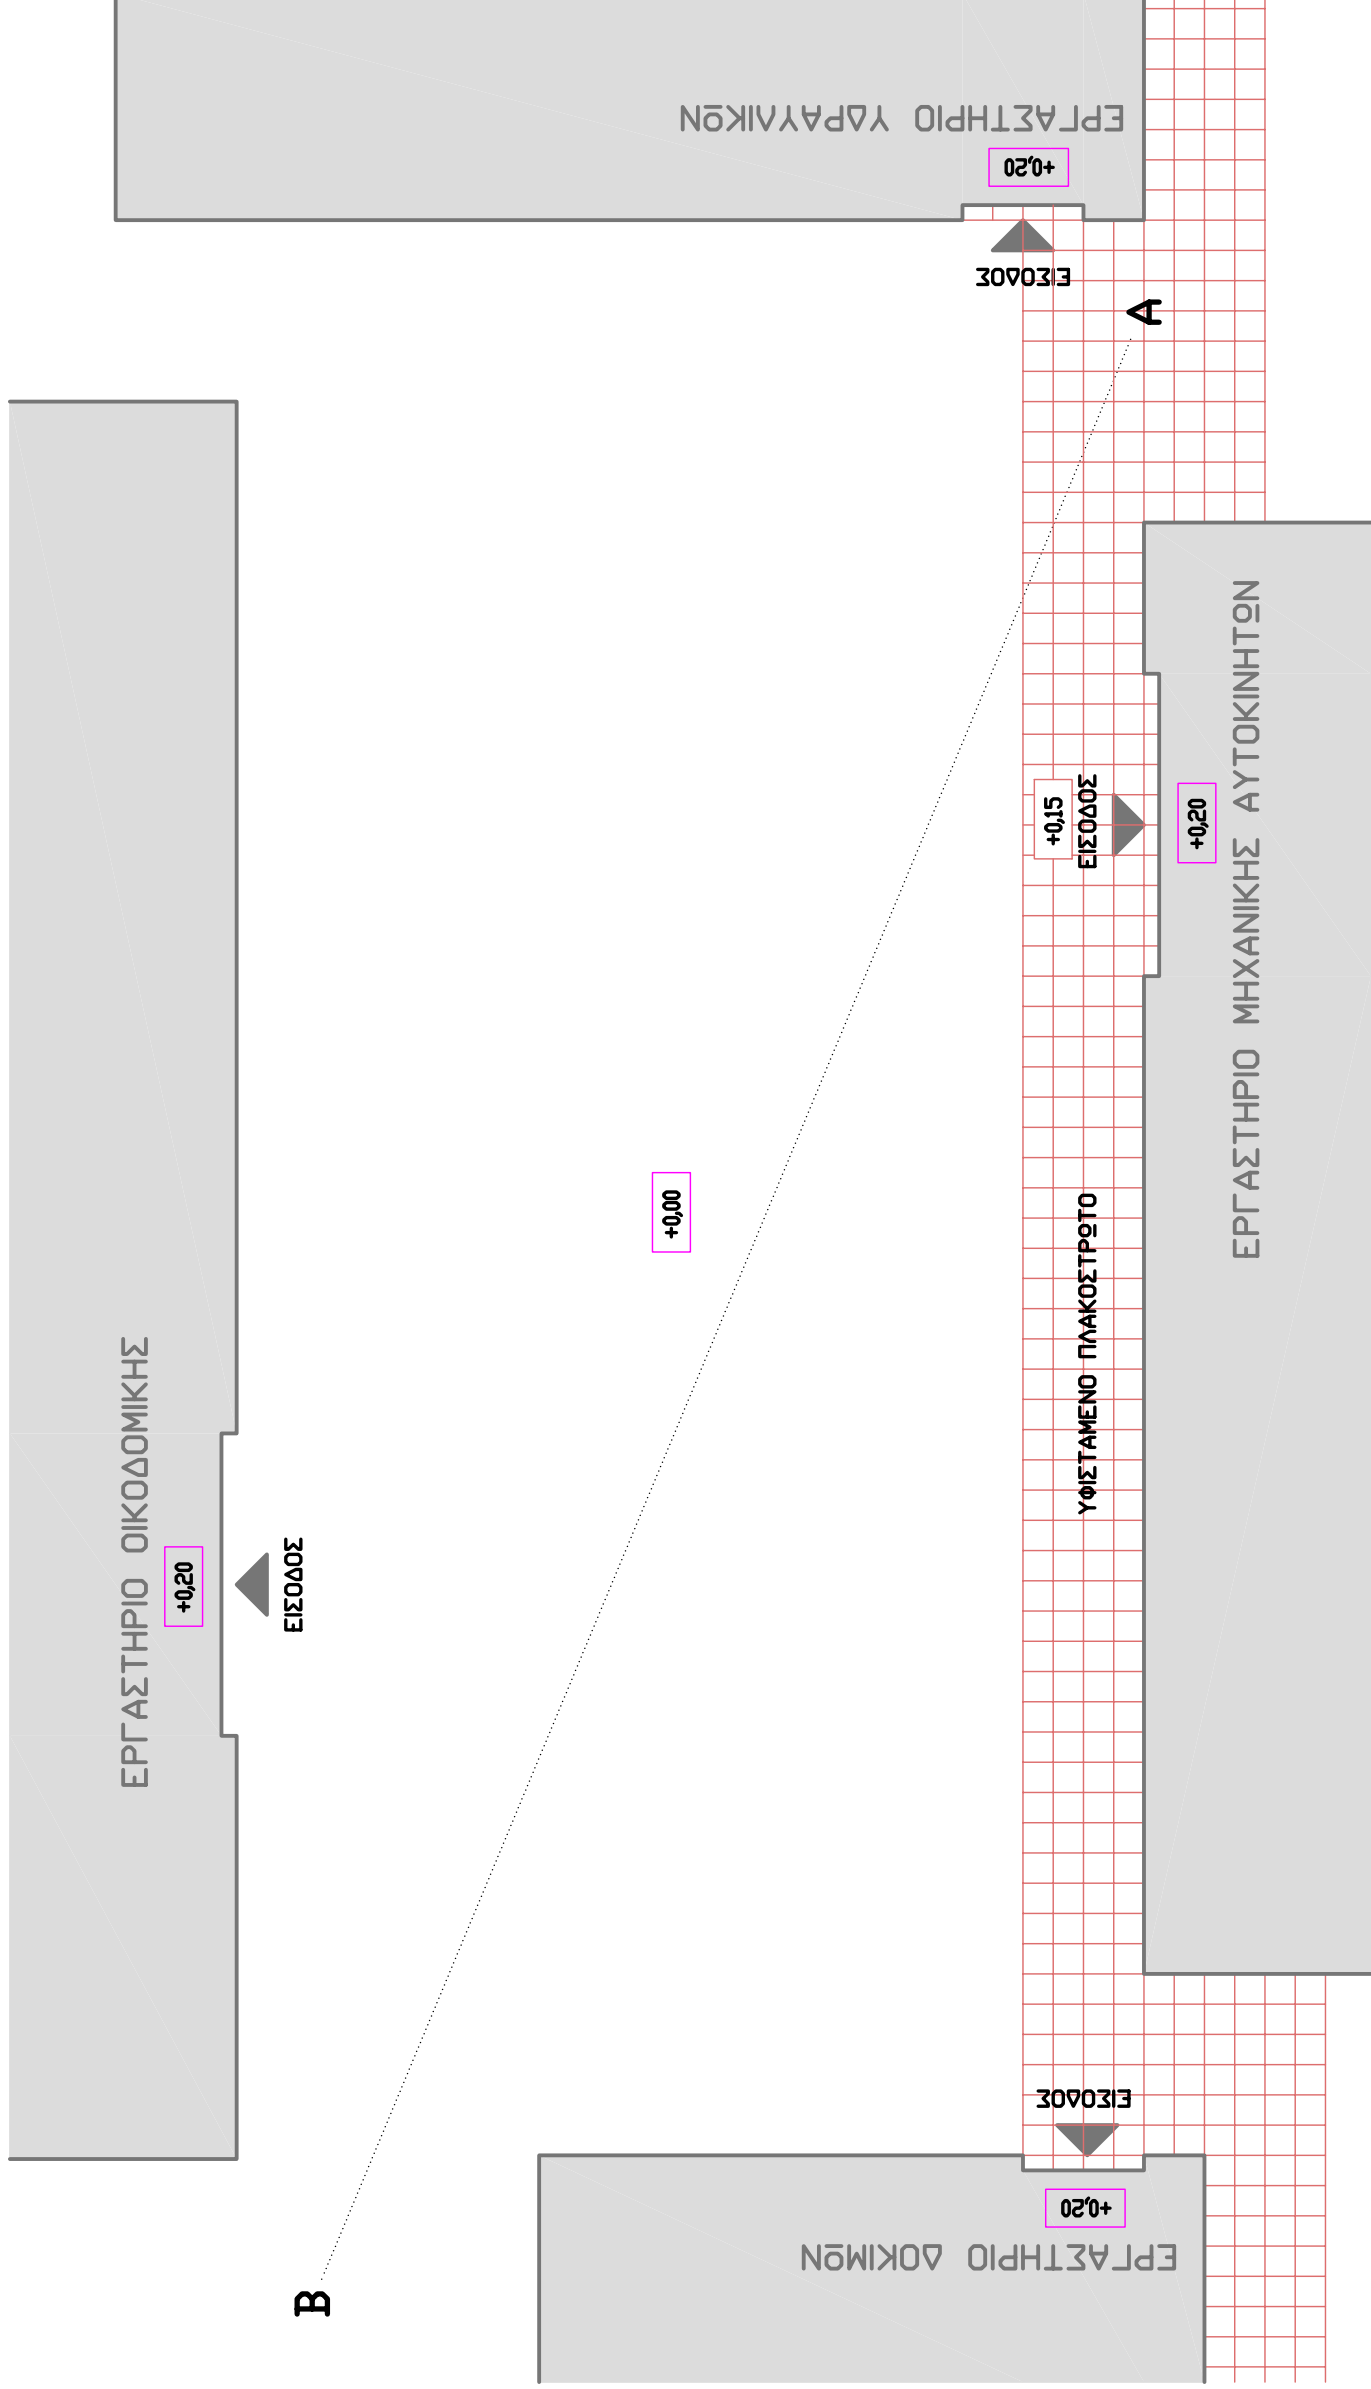 ΕΡΓΑΣΤΗΡΙΟ ΥΔΡΑΥΛΙΚΩΝ
+0,20
ΕΙΣΟΔΟΣ
A
ΕΡΓΑΣΤΗΡΙΟ ΜΗΧΑΝΙΚΗΣ ΑΥΤΟΚΙΝΗΤΩΝ
+0,20
ΕΙΣΟΔΟΣ
+0,15
ΥΦΙΣΤΑΜΕΝΟ ΠΛΑΚΟΣΤΡΩΤΟ
+0,00
ΕΡΓΑΣΤΗΡΙΟ ΟΙΚΟΔΟΜΙΚΗΣ
+0,20
ΕΙΣΟΔΟΣ
ΕΙΣΟΔΟΣ
+0,20
ΕΡΓΑΣΤΗΡΙΟ ΔΟΚΙΜΩΝ
B